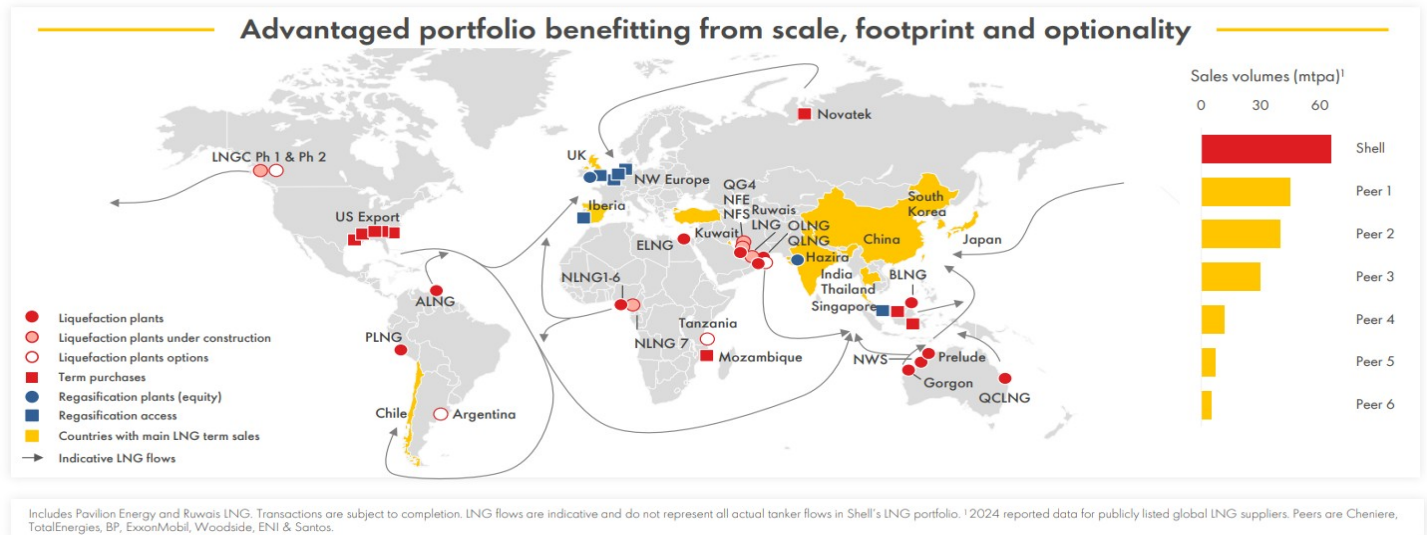 Advantaged portfolio benefitting from scale, footprint and optionality
LNGC Ph 1 & Ph 2
US Export
ALNG
PLNG
Chile
Argentina
UK
NW Europe
Iberia
Novatek
ELNG
Kuwait
QG4
NFE
NFS
Ruwais
LNG
OLNG
QLNG
Hazira
India
Thailand
Singapore
China
South
Korea
Japan
BLNG
NLNG1-6
NLNG 7
Tanzania
Mozambique
NWS
Prelude
Gorgon
QCLNG
Liquefaction plants
Liquefaction plants under construction
Liquefaction plants options
Term purchases
Regasification plants (equity)
Regasification access
Countries with main LNG term sales
Indicative LNG flows
Sales volumes (mtpa)¹
0 30 60
Shell
Peer 1
Peer 2
Peer 3
Peer 4
Peer 5
Peer 6
Includes Pavilion Energy and Ruwais LNG. Transactions are subject to completion. LNG flows are indicative and do not represent all actual tanker flows in Shell's LNG portfolio. ¹ 2024 reported data for publicly listed global LNG suppliers. Peers are Cheniere,
TotalEnergies, BP, ExxonMobil, Woodside, ENI & Santos.